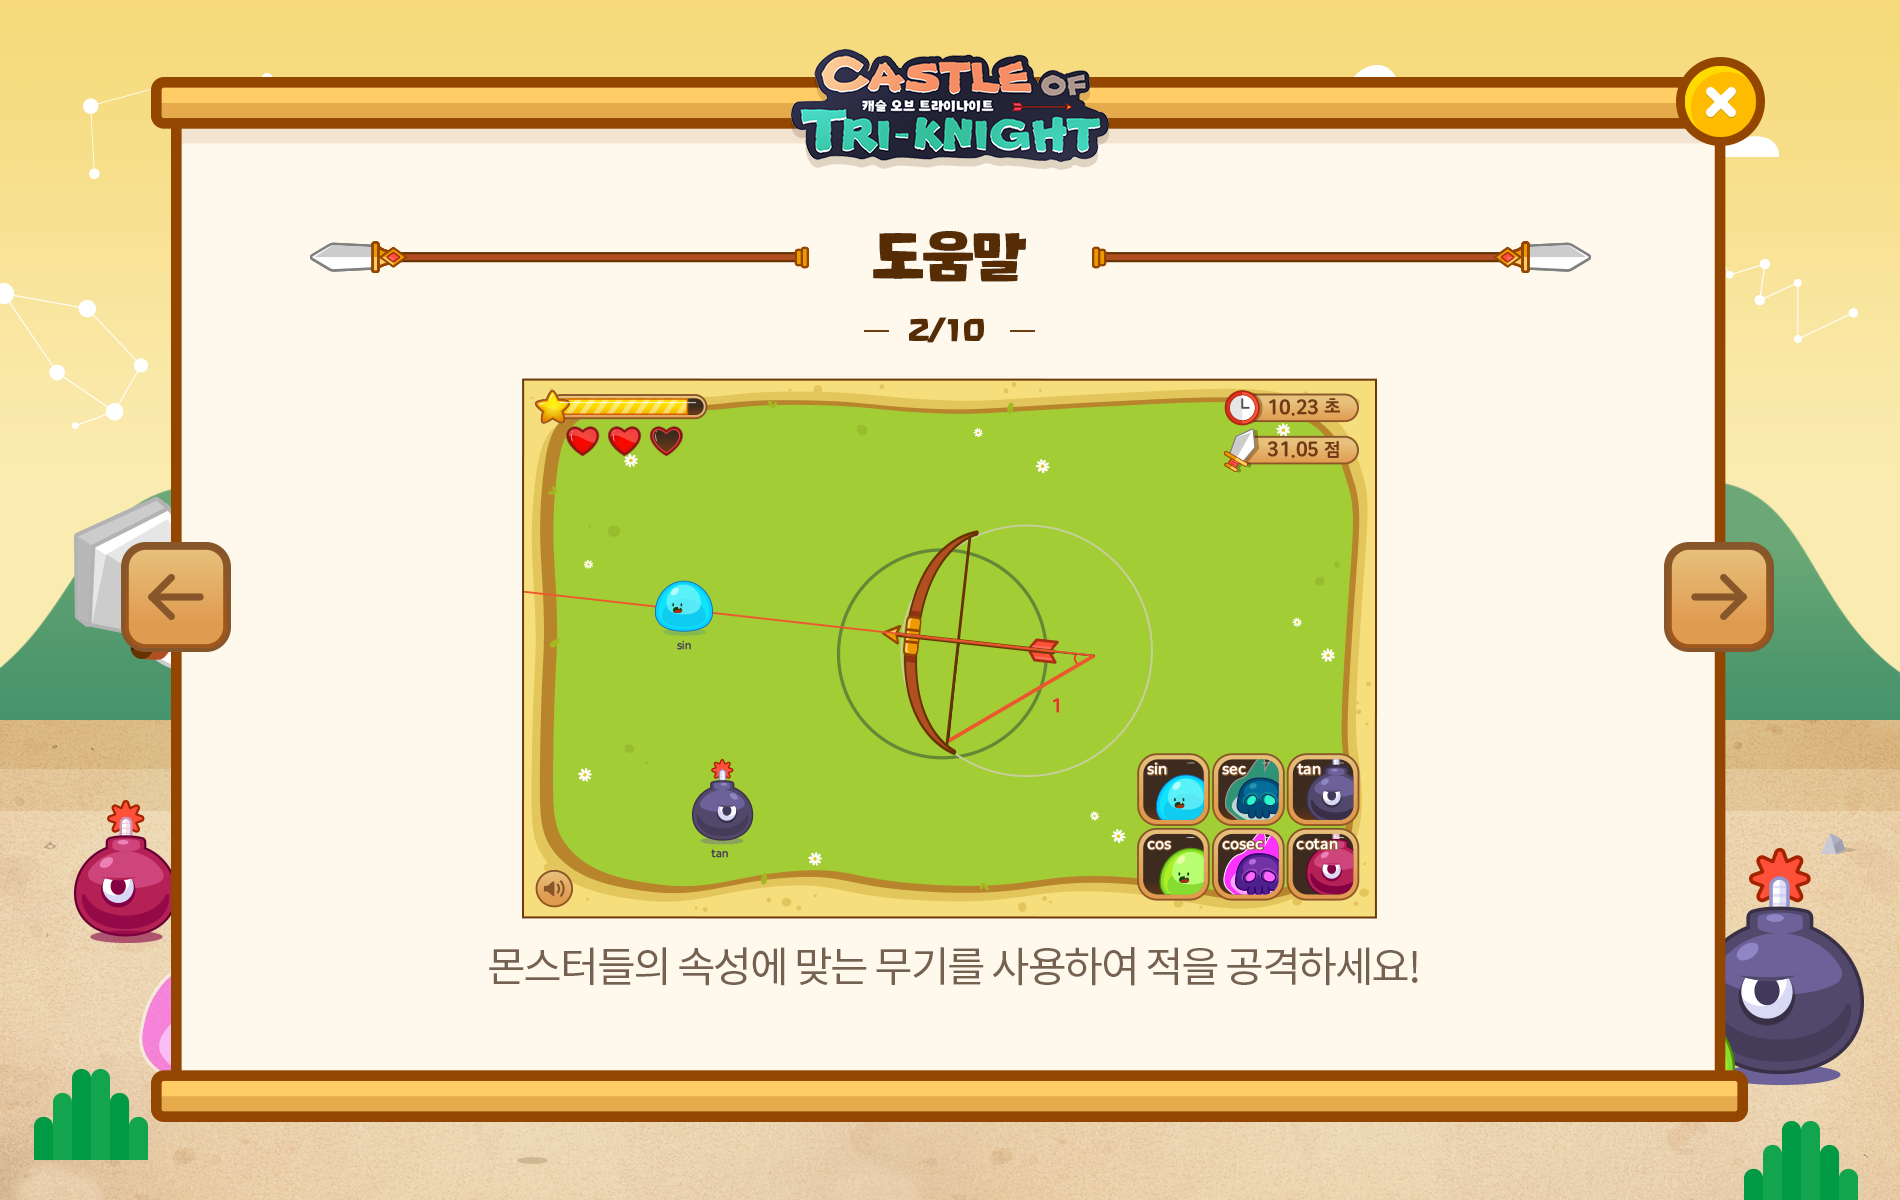 CASTLE OF
캐슬 오브 트라이나이트
TRI-KNIGHT
도움말
2/10
10.23 초
31.05 점
sin
1
tan
sin
sec
tan
cos
cosec
cotan
몬스터들의 속성에 맞는 무기를 사용하여 적을 공격하세요!